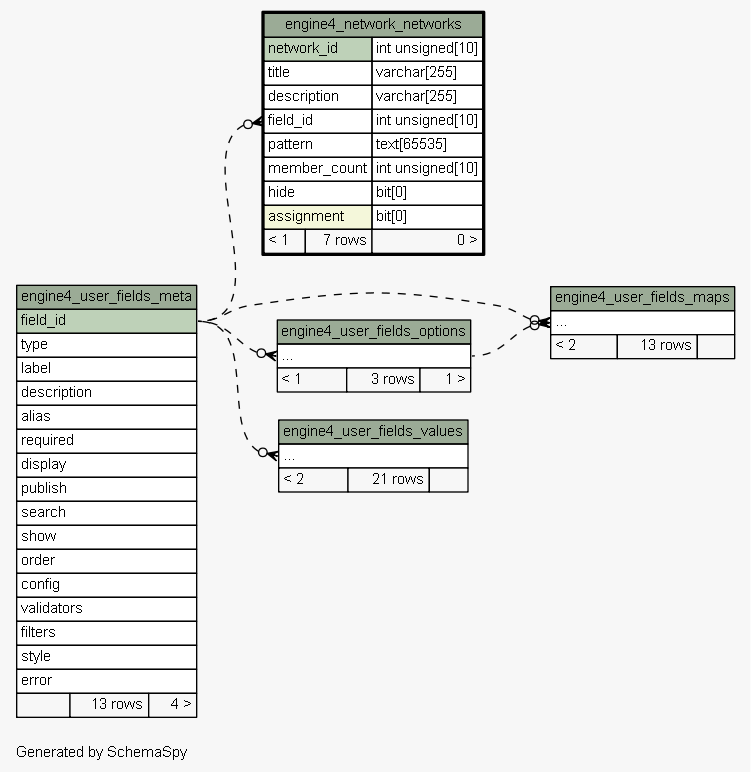 engine4_network_networks
network_id int unsigned[10]
title varchar[255]
description varchar[255]
field_id int unsigned[10]
pattern text[65535]
member_count int unsigned[10]
hide bit[0]
assignment bit[0]
< 1 7 rows 0 >
engine4_user_fields_meta
field_id
type
label
description
alias
required
display
publish
search
show
order
config
validators
filters
style
error
13 rows 4 >
engine4_user_fields_options
...
< 1 3 rows 1 >
engine4_user_fields_values
...
< 2 21 rows
engine4_user_fields_maps
...
< 2 13 rows
Generated by SchemaSpy